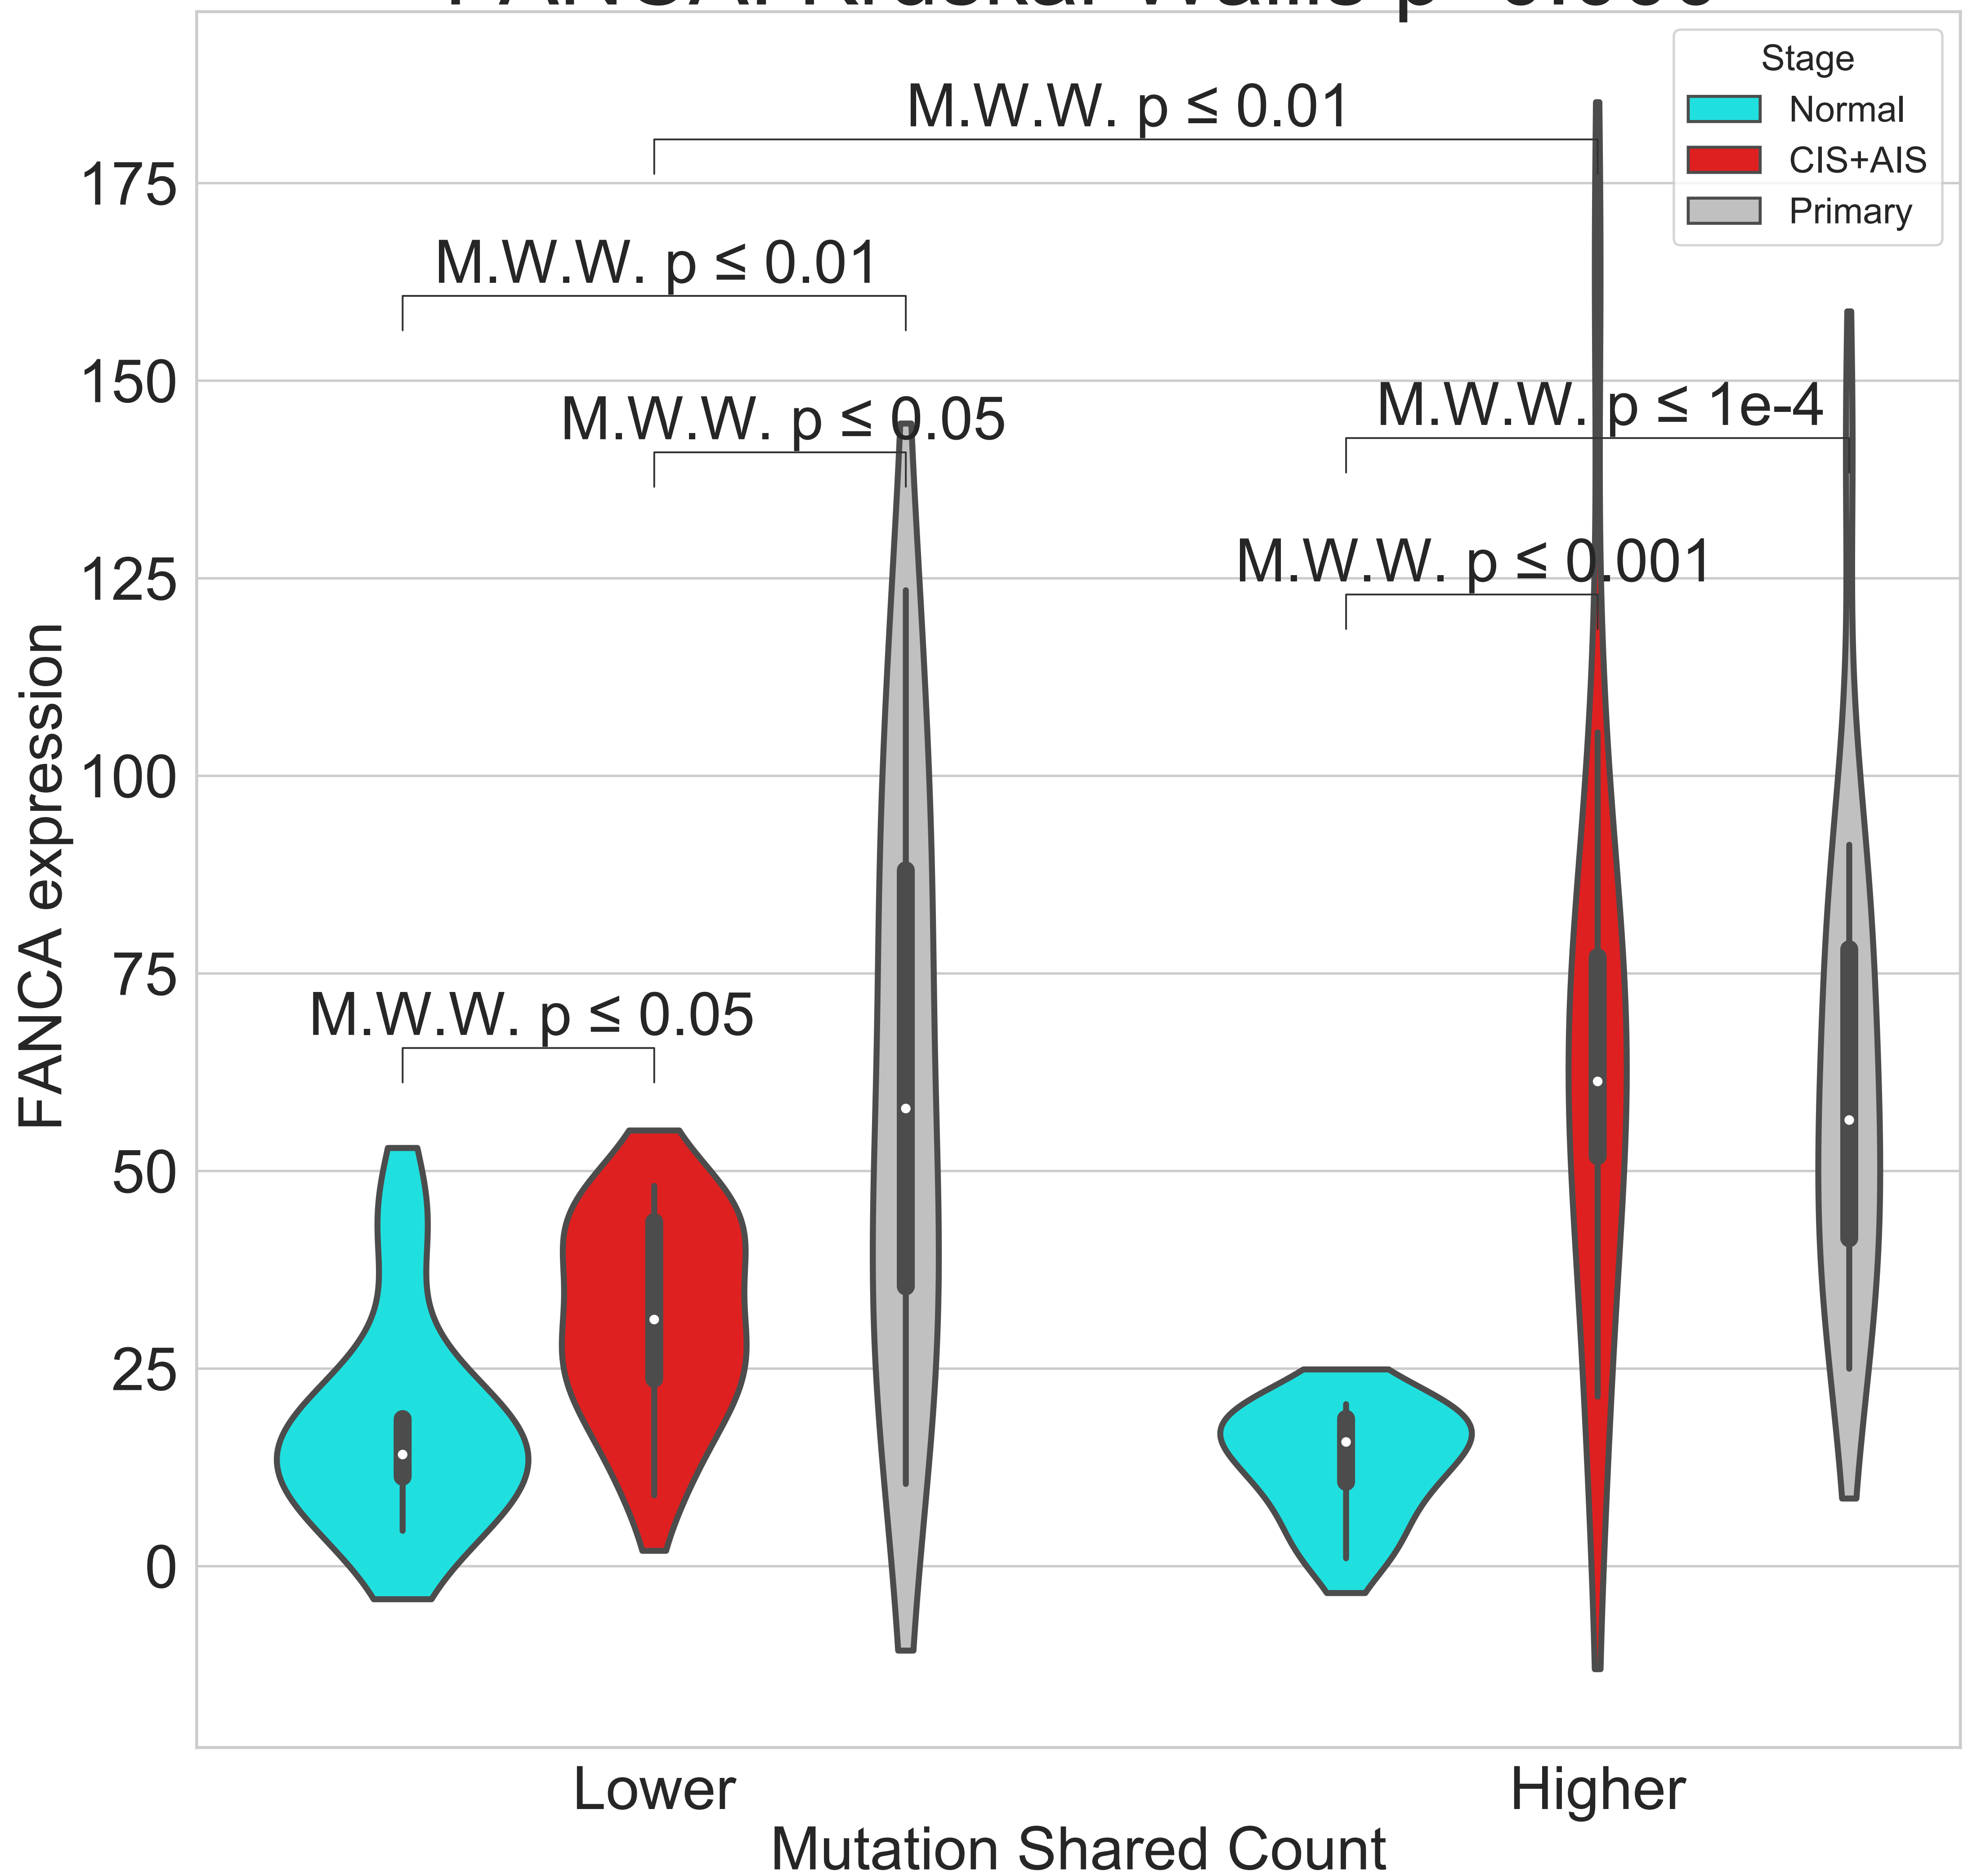 Stage
Normal
CIS+AIS
Primary
M.W.W. p ≤ 0.01
M.W.W. p ≤ 0.01
M.W.W. p ≤ 0.05
M.W.W. p ≤ 1e-4
M.W.W. p ≤ 0.001
M.W.W. p ≤ 0.05
175
150
125
100
75
50
25
0
FANCA expression
Lower
Higher
Mutation Shared Count